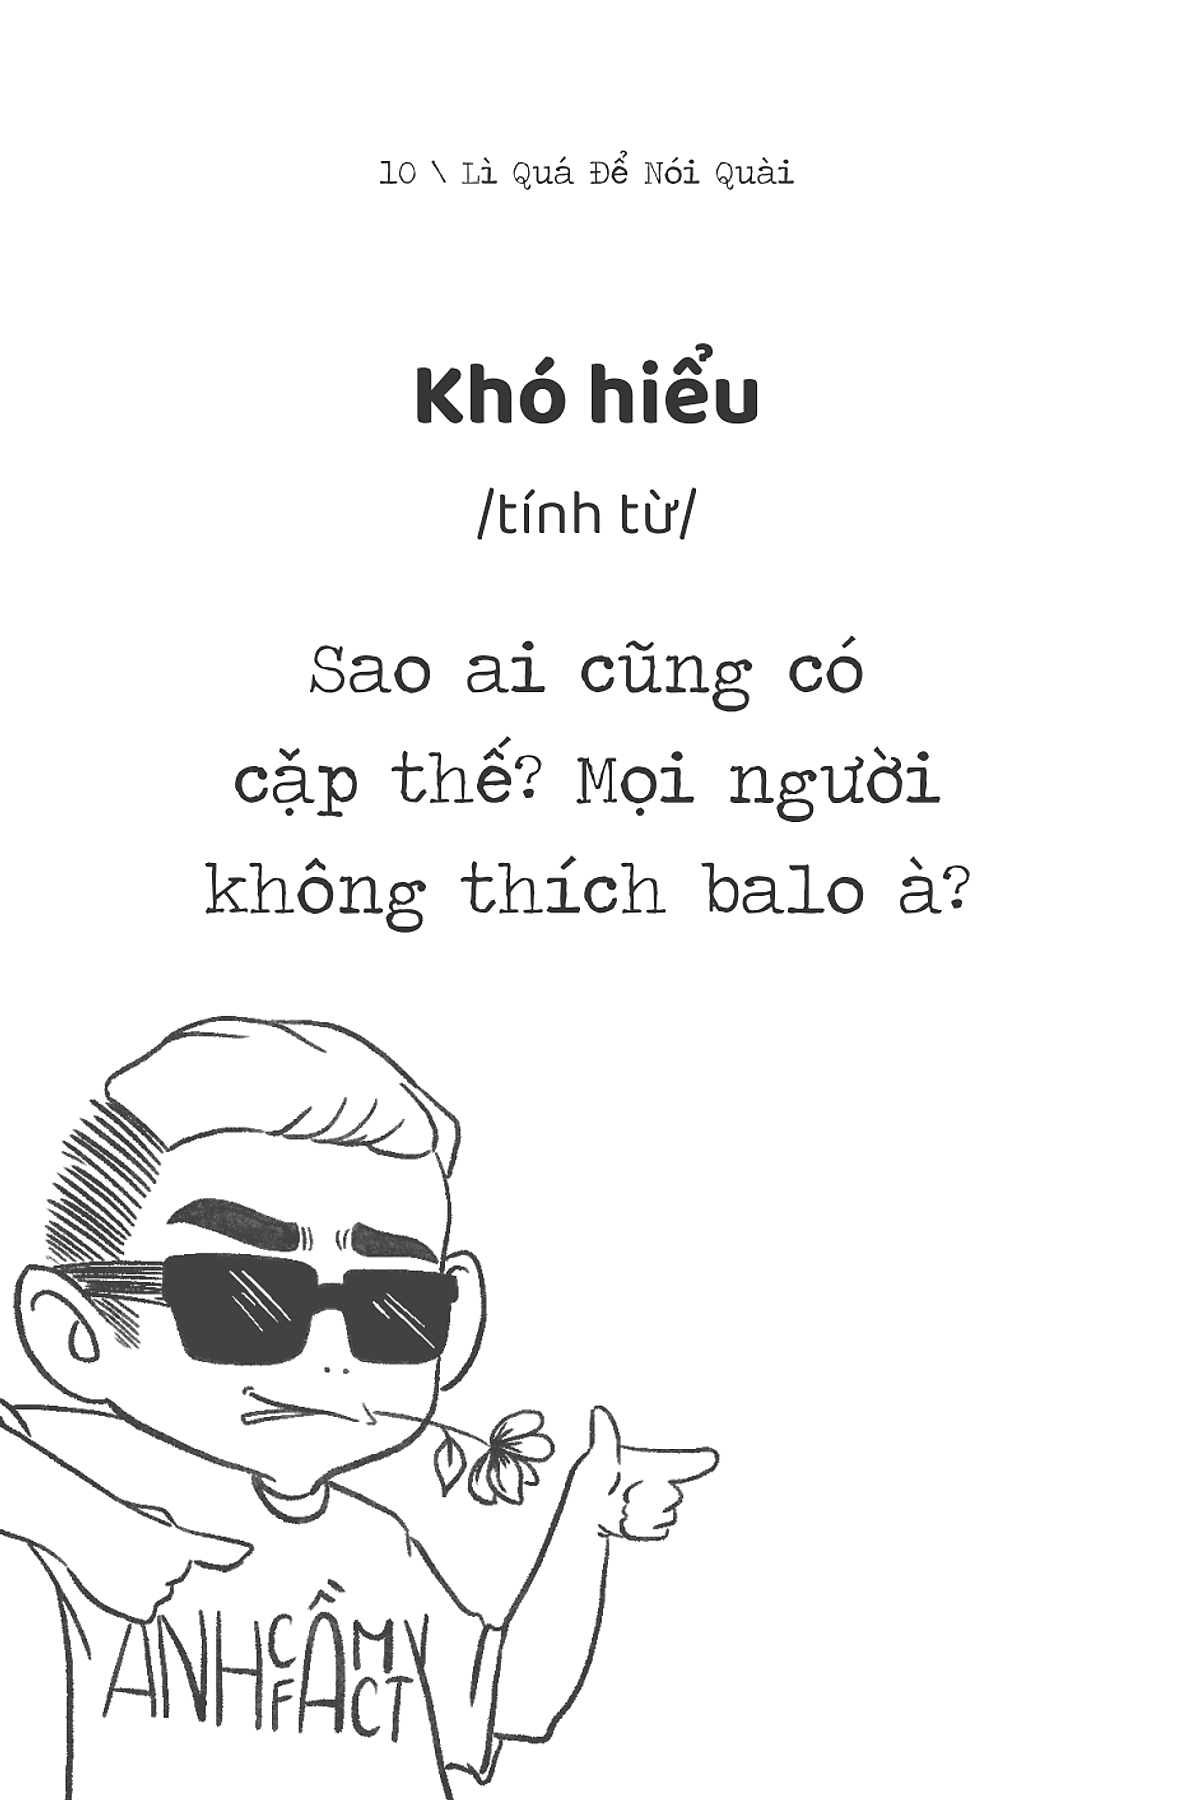 10 \ Lì Quá Để Nói Quài
Khó hiểu
/tính từ/
Sao ai cũng có
cặp thế? Mọi người
không thích balo à?
ANH CẦM
FACT